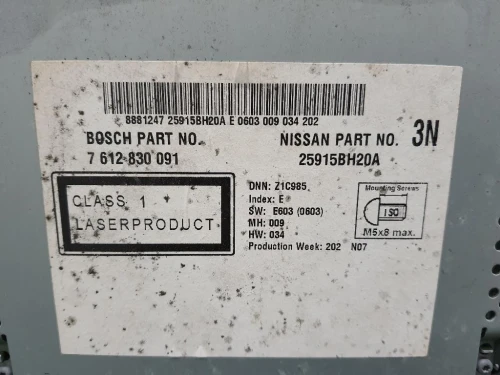 8881247 25915BH20A E 0603 009 034 202
BOSCH PART NO.
7 612 830 091
NISSAN PART NO.
25915BH20A
3N
CLASS 1
LASERPRODUCT
DNN: Z1C985
Index: E
SW: E603 (0603)
MH: 009
HW: 034
Production Week: 202 N07
Mounting Screws
ISO
M5x8 max.